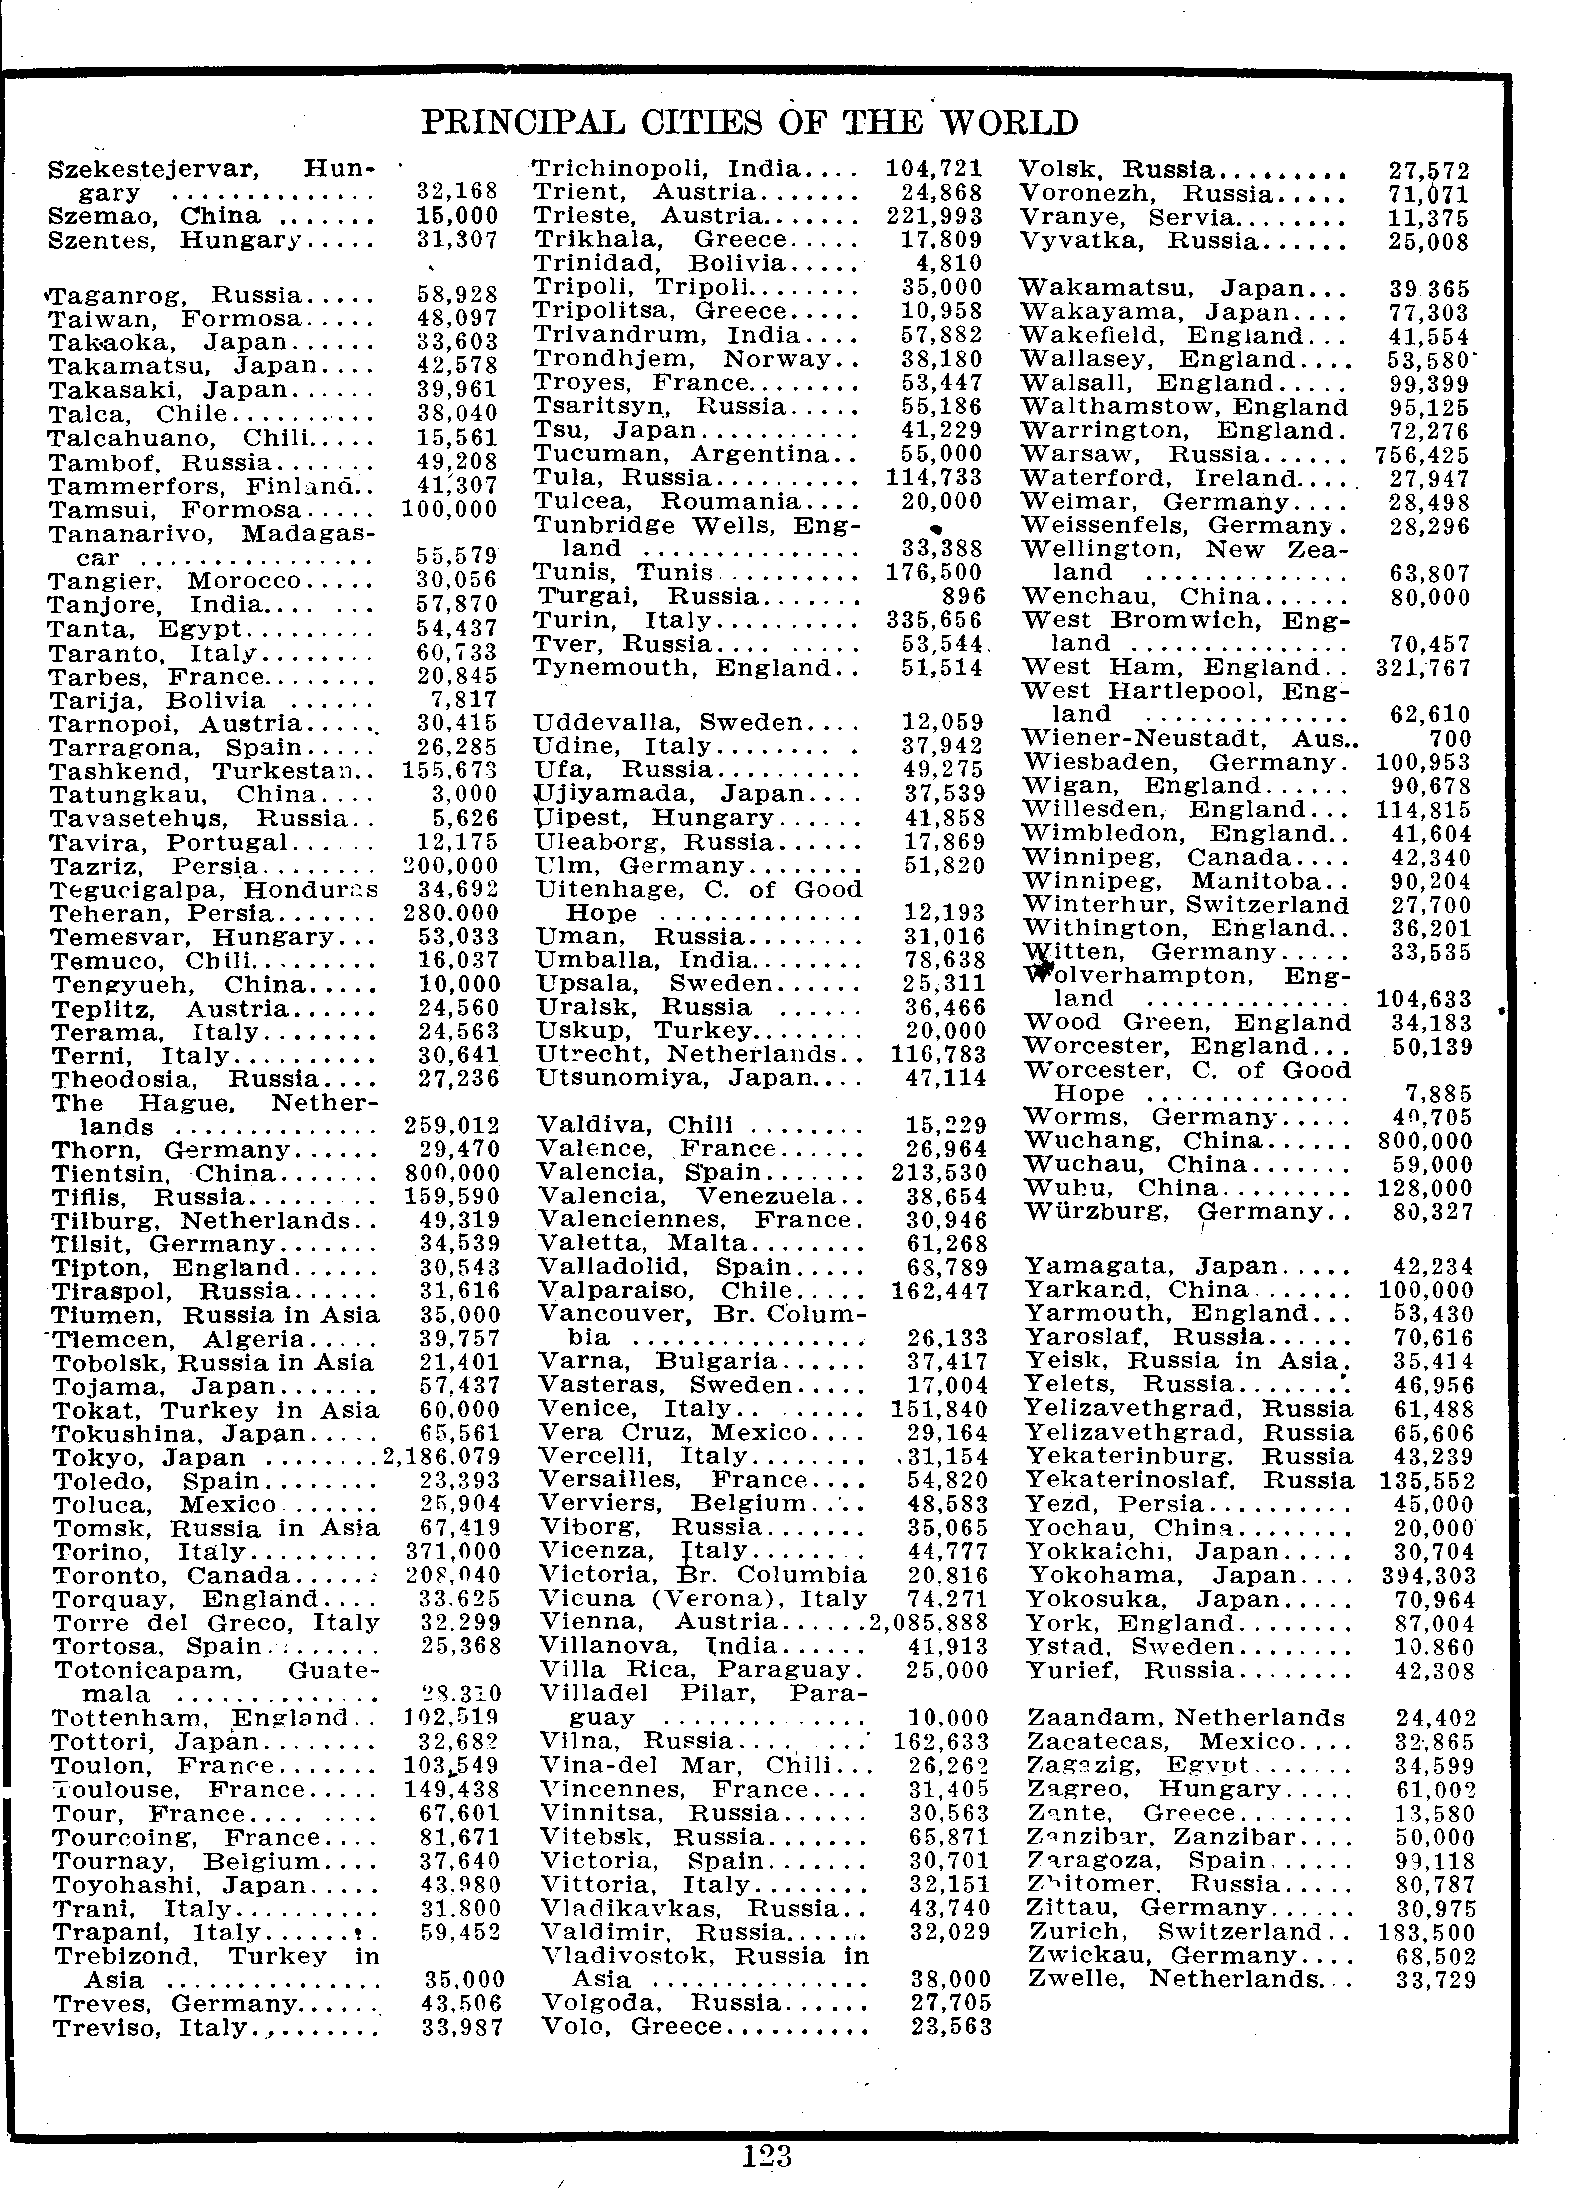 PRINCIPAL CITIES OF THE WORLD
Szekestejervar, Hun-
gary .............. 32,168
Szemao, China ....... 15,000
Szentes, Hungary..... 31,307
Taganrog, Russia..... 58,928
Taiwan, Formosa..... 48,097
Takaoka, Japan...... 33,603
Takamatsu, Japan.... 42,578
Takasaki, Japan...... 39,961
Talca, Chile.......... 38,040
Talcahuano, Chili..... 15,561
Tambof, Russia....... 49,208
Tammerfors, Finland.. 41,307
Tamsui, Formosa..... 100,000
Tananarivo, Madagas-
car ................ 55,579
Tangier, Morocco..... 30,056
Tanjore, India.... ... 57,870
Tanta, Egypt......... 54,437
Taranto, Italy........ 60,733
Tarbes, France........ 20,845
Tarija, Bolivia ...... 7,817
Tarnopoi, Austria..... 30,415
Tarragona, Spain..... 26,285
Tashkend, Turkestan.. 155,673
Tatungkau, China.... 3,000
Tavasetehus, Russia.. 5,626
Tavira, Portugal...... 12,175
Tazriz, Persia........ 200,000
Tegucigalpa, Honduras 34,692
Teheran, Persia....... 280.000
Temesvar, Hungary... 53,033
Temuco, Chili......... 16,037
Tengyueh, China..... 10,000
Teplitz, Austria...... 24,560
Terama, Italy........ 24,563
Terni, Italy.......... 30,641
Theodosia, Russia.... 27,236
The Hague, Nether-
lands .............. 259,012
Thorn, Germany...... 29,470
Tientsin, China....... 800,000
Tiflis, Russia......... 159,590
Tilburg, Netherlands.. 49,319
Tilsit, Germany....... 34,539
Tipton, England...... 30,543
Tiraspol, Russia...... 31,616
Tiumen, Russia in Asia 35,000
Tlemcen, Algeria..... 39,757
Tobolsk, Russia in Asia 21,401
Tojama, Japan....... 57,437
Tokat, Turkey in Asia 60,000
Tokushina, Japan..... 65,561
Tokyo, Japan ........2,186.079
Toledo, Spain........ 23,393
Toluca, Mexico....... 25,904
Tomsk, Russia in Asia 67,419
Torino, Italy......... 371,000
Toronto, Canada...... 208,040
Torquay, England.... 33.625
Torre del Greco, Italy 32.299
Tortosa, Spain........ 25,368
Totonicapam, Guate-
mala .............. 28.310
Tottenham, England.. 102,519
Tottori, Japan........ 32,682
Toulon, France....... 103,549
Toulouse, France..... 149,438
Tour, France.... .... 67,601
Tourcoing, France.... 81,671
Tournay, Belgium.... 37,640
Toyohashi, Japan..... 43.980
Trani, Italy.......... 31.800
Trapani, Italy........ 59,452
Trebizond, Turkey in
Asia ............... 35,000
Treves, Germany...... 43,506
Treviso, Italy......... 33,987
Trichinopoli, India.... 104,721
Trient, Austria....... 24,868
Trieste, Austria....... 221,993
Trikhala, Greece..... 17,809
Trinidad, Bolivia..... 4,810
Tripoli, Tripoli........ 35,000
Tripolitsa, Greece..... 10,958
Trivandrum, India.... 57,882
Trondhjem, Norway.. 38,180
Troyes, France........ 53,447
Tsaritsyn, Russia..... 55,186
Tsu, Japan........... 41,229
Tucuman, Argentina.. 55,000
Tula, Russia.......... 114,733
Tulcea, Roumania.... 20,000
Tunbridge Wells, Eng-
land ............... 33,388
Tunis, Tunis.......... 176,500
Turgai, Russia....... 896
Turin, Italy.......... 335,656
Tver, Russia.... ..... 53,544
Tynemouth, England.. 51,514
Uddevalla, Sweden.... 12,059
Udine, Italy......... 37,942
Ufa, Russia.......... 49,275
Ujiyamada, Japan.... 37,539
Uipest, Hungary...... 41,858
Uleaborg, Russia...... 17,869
Ulm, Germany........ 51,820
Uitenhage, C. of Good
Hope .............. 12,193
Uman, Russia........ 31,016
Umballa, India........ 78,638
Upsala, Sweden...... 25,311
Uralsk, Russia ...... 36,466
Uskup, Turkey........ 20,000
Utrecht, Netherlands.. 116,783
Utsunomiya, Japan.... 47,114
Valdiva, Chili ........ 15,229
Valence, France...... 26,964
Valencia, Spain....... 213,530
Valencia, Venezuela.. 38,654
Valenciennes, France. 30,946
Valetta, Malta........ 61,268
Valladolid, Spain..... 68,789
Valparaiso, Chile..... 162,447
Vancouver, Br. Colum-
bia ................ 26,133
Varna, Bulgaria...... 37,417
Vasteras, Sweden..... 17,004
Venice, Italy.. ...... 151,840
Vera Cruz, Mexico.... 29,164
Vercelli, Italy........ 31,154
Versailles, France.... 54,820
Verviers, Belgium.... 48,583
Viborg, Russia....... 35,065
Vicenza, Italy........ 44,777
Victoria, Br. Columbia 20.816
Vicuna (Verona), Italy 74.271
Vienna, Austria......2,085,888
Villanova, India...... 41,913
Villa Rica, Paraguay. 25,000
Villadel Pilar, Para-
guay .............. 10,000
Vilna, Russia.... .... 162,633
Vina-del Mar, Chili... 26,262
Vincennes, France.... 31,405
Vinnitsa, Russia...... 30,563
Vitebsk, Russia....... 65,871
Victoria, Spain....... 30,701
Vittoria, Italy........ 32,151
Vladikavkas, Russia.. 43,740
Valdimir, Russia...... 32,029
Vladivostok, Russia in
Asia ............... 38,000
Volgoda, Russia...... 27,705
Volo, Greece.......... 23,563
Volsk, Russia......... 27,572
Voronezh, Russia..... 71,071
Vranye, Servia........ 11,375
Vyvatka, Russia...... 25,008
Wakamatsu, Japan... 39 365
Wakayama, Japan.... 77,303
Wakefield, England... 41,554
Wallasey, England.... 53,580
Walsall, England..... 99,399
Walthamstow, England 95,125
Warrington, England. 72,276
Warsaw, Russia...... 756,425
Waterford, Ireland..... 27,947
Weimar, Germany.... 28,498
Weissenfels, Germany. 28,296
Wellington, New Zea-
land .............. 63,807
Wenchau, China...... 80,000
West Bromwich, Eng-
land ............... 70,457
West Ham, England.. 321,767
West Hartlepool, Eng-
land .............. 62,610
Wiener-Neustadt, Aus.. 700
Wiesbaden, Germany. 100,953
Wigan, England...... 90,678
Willesden, England... 114,815
Wimbledon, England.. 41,604
Winnipeg, Canada.... 42,340
Winnipeg, Manitoba.. 90,204
Winterhur, Switzerland 27,700
Withington, England.. 36,201
Witten, Germany..... 33,535
Wolverhampton, Eng-
land .............. 104,633
Wood Green, England 34,183
Worcester, England... 50,139
Worcester, C. of Good
Hope .............. 7,885
Worms, Germany..... 40,705
Wuchang, China...... 800,000
Wuchau, China....... 59,000
Wuhu, China......... 128,000
Würzburg, Germany.. 80,327
Yamagata, Japan..... 42,234
Yarkand, China....... 100,000
Yarmouth, England... 53,430
Yaroslaf, Russia...... 70,616
Yeisk, Russia in Asia. 35,414
Yelets, Russia........ 46,956
Yelizavethgrad, Russia 61,488
Yelizavethgrad, Russia 65,606
Yekaterinburg, Russia 43,239
Yekaterinoslaf, Russia 135,552
Yezd, Persia.......... 45,000
Yochau, China........ 20,000
Yokkaichi, Japan..... 30,704
Yokohama, Japan.... 394,303
Yokosuka, Japan..... 70,964
York, England........ 87,004
Ystad, Sweden........ 10.860
Yurief, Russia........ 42,308
Zaandam, Netherlands 24,402
Zacatecas, Mexico.... 32,865
Zagazig, Egypt....... 34,599
Zagreo, Hungary..... 61,002
Zante, Greece........ 13,580
Zanzibar, Zanzibar.... 50,000
Zaragoza, Spain...... 99,118
Zhitomer, Russia..... 80,787
Zittau, Germany...... 30,975
Zurich, Switzerland.. 183,500
Zwickau, Germany.... 68,502
Zwelle, Netherlands... 33,729
123